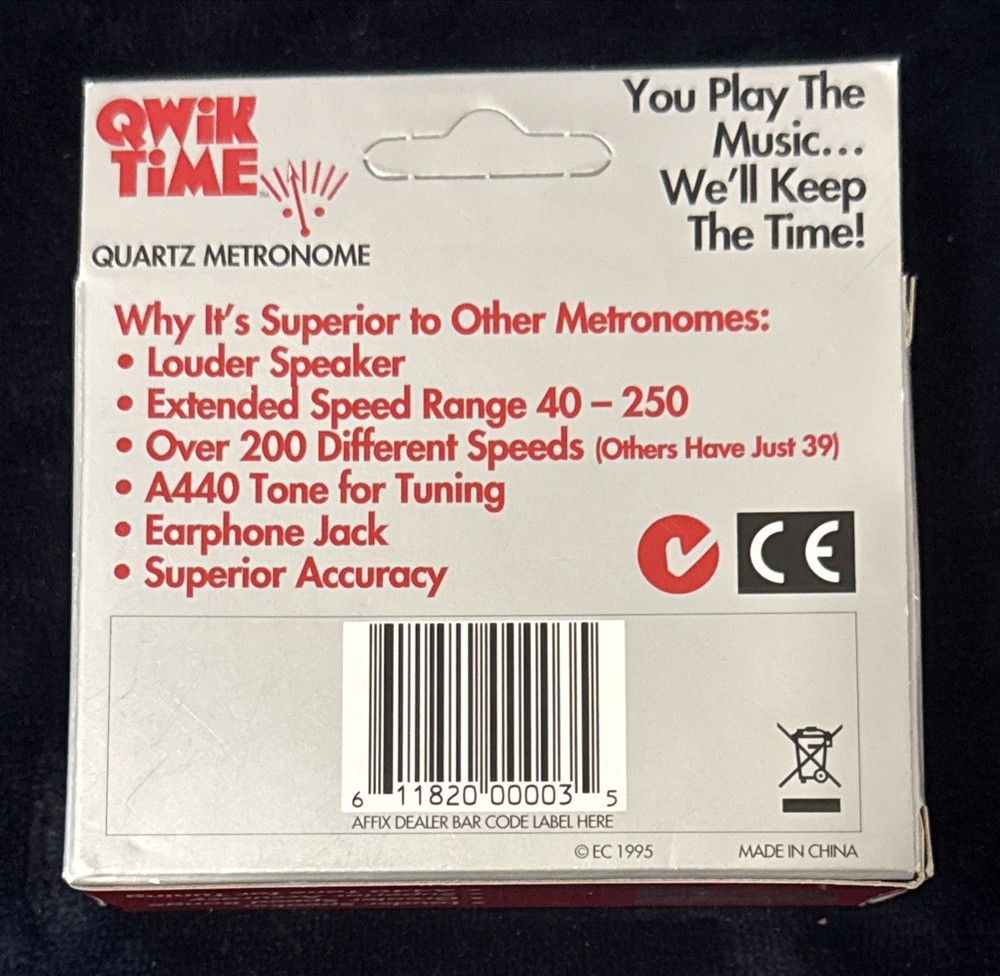 QWiK
TiME™
QUARTZ METRONOME
You Play The
Music...
We'll Keep
The Time!
Why It's Superior to Other Metronomes:
• Louder Speaker
• Extended Speed Range 40 – 250
• Over 200 Different Speeds (Others Have Just 39)
• A440 Tone for Tuning
• Earphone Jack
• Superior Accuracy
CE
6 11820 00003 5
AFFIX DEALER BAR CODE LABEL HERE
© EC 1995
MADE IN CHINA